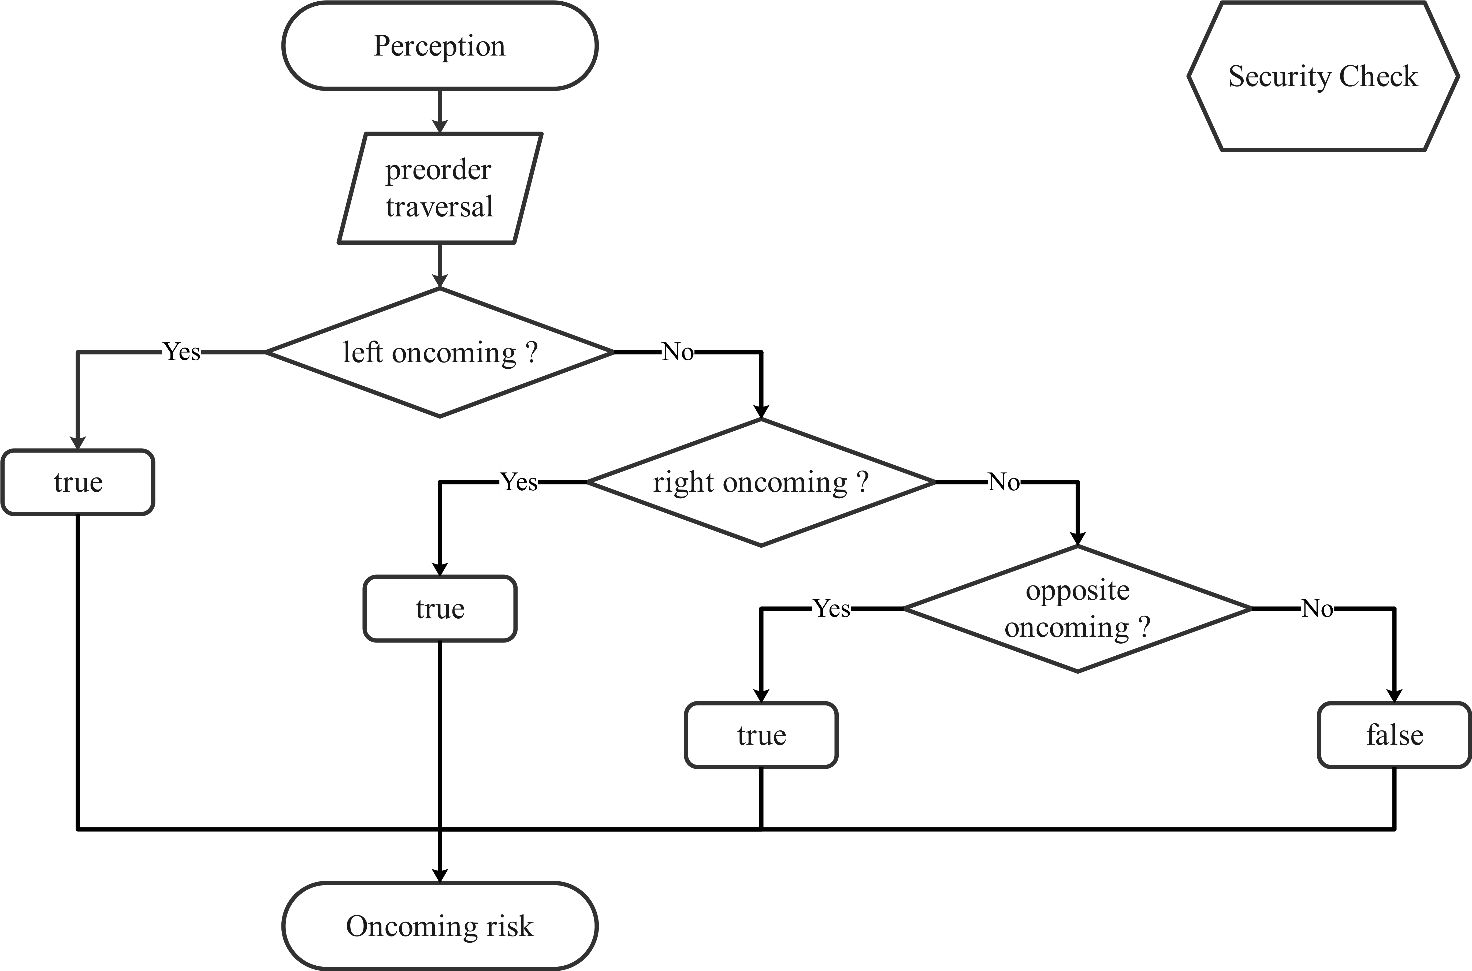 Perception
Security Check
preorder
traversal
left oncoming ?
Yes
No
true
right oncoming ?
Yes
No
true
opposite
oncoming ?
Yes
No
true
false
Oncoming risk